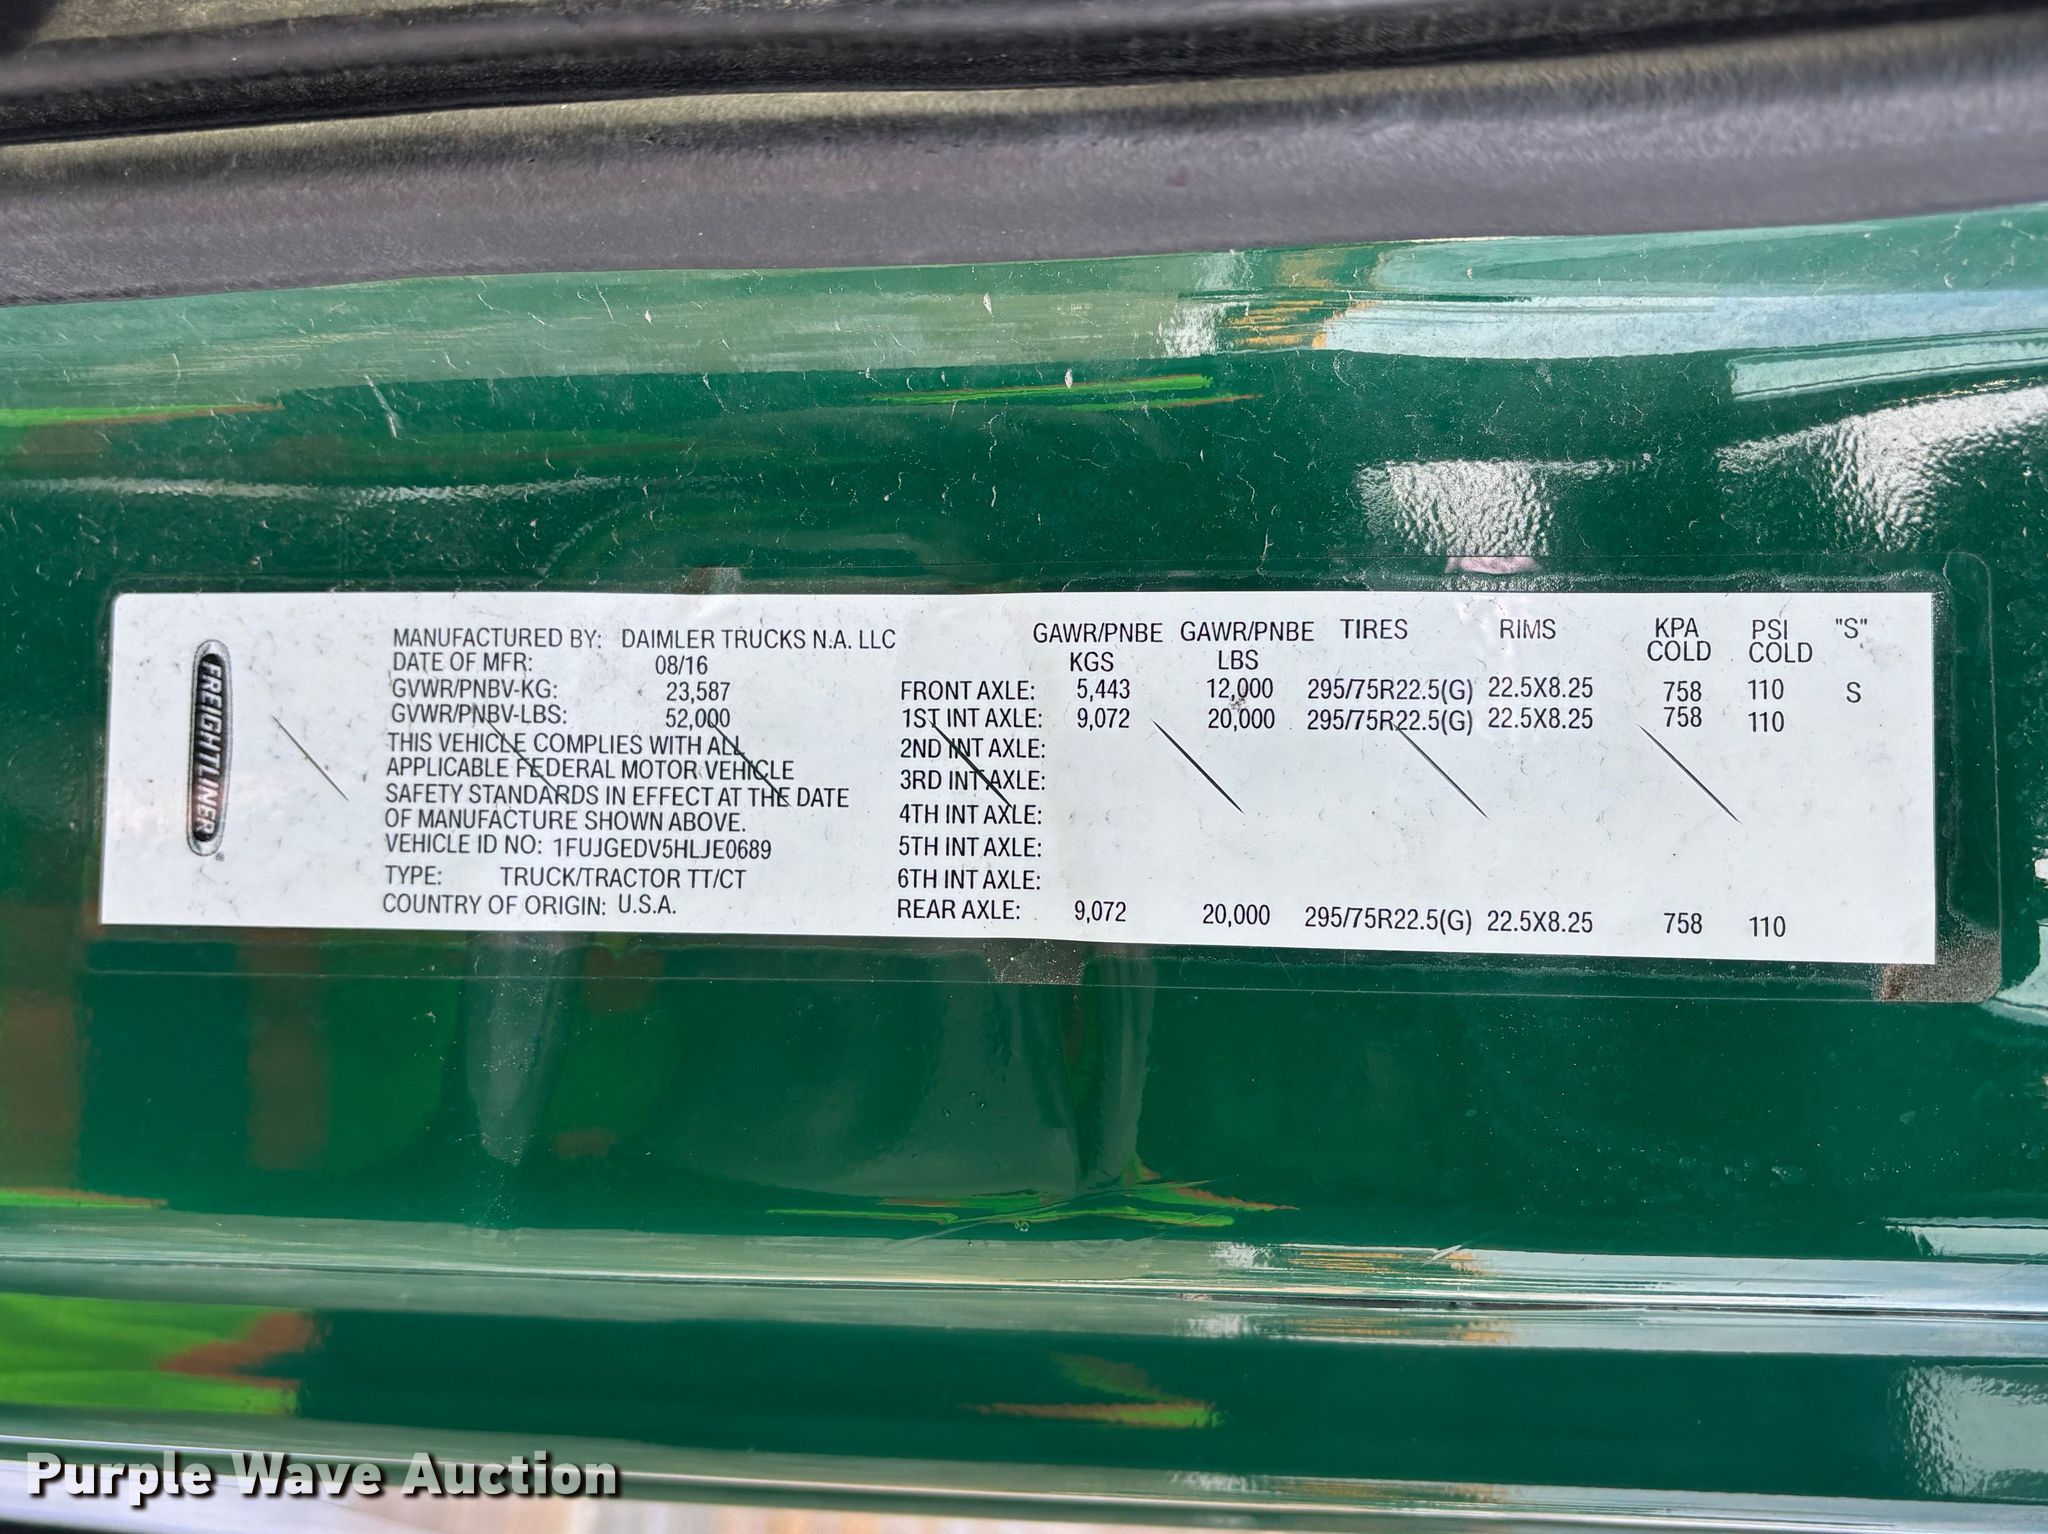 FREIGHTLINER
MANUFACTURED BY: DAIMLER TRUCKS N.A. LLC
DATE OF MFR: 08/16
GVWR/PNBV-KG: 23,587
GVWR/PNBV-LBS: 52,000
THIS VEHICLE COMPLIES WITH ALL
APPLICABLE FEDERAL MOTOR VEHICLE
SAFETY STANDARDS IN EFFECT AT THE DATE
OF MANUFACTURE SHOWN ABOVE.
VEHICLE ID NO: 1FUJGEDV5HLJE0689
TYPE: TRUCK/TRACTOR TT/CT
COUNTRY OF ORIGIN: U.S.A.
GAWR/PNBE GAWR/PNBE TIRES RIMS KPA PSI "S"
KGS LBS COLD COLD
FRONT AXLE: 5,443 12,000 295/75R22.5(G) 22.5X8.25 758 110 S
1ST INT AXLE: 9,072 20,000 295/75R22.5(G) 22.5X8.25 758 110
2ND INT AXLE:
3RD INT AXLE:
4TH INT AXLE:
5TH INT AXLE:
6TH INT AXLE:
REAR AXLE: 9,072 20,000 295/75R22.5(G) 22.5X8.25 758 110
Purple Wave Auction